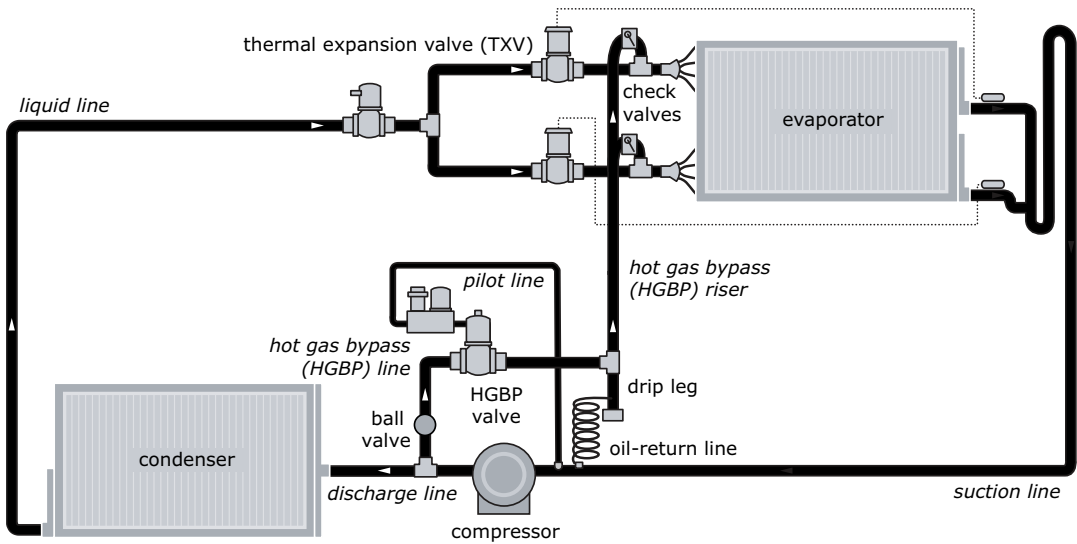 thermal expansion valve (TXV)
liquid line
check
valves
evaporator
pilot line
hot gas bypass
(HGBP) riser
hot gas bypass
(HGBP) line
HGBP
valve
drip leg
ball
valve
condenser
oil-return line
discharge line
suction line
compressor